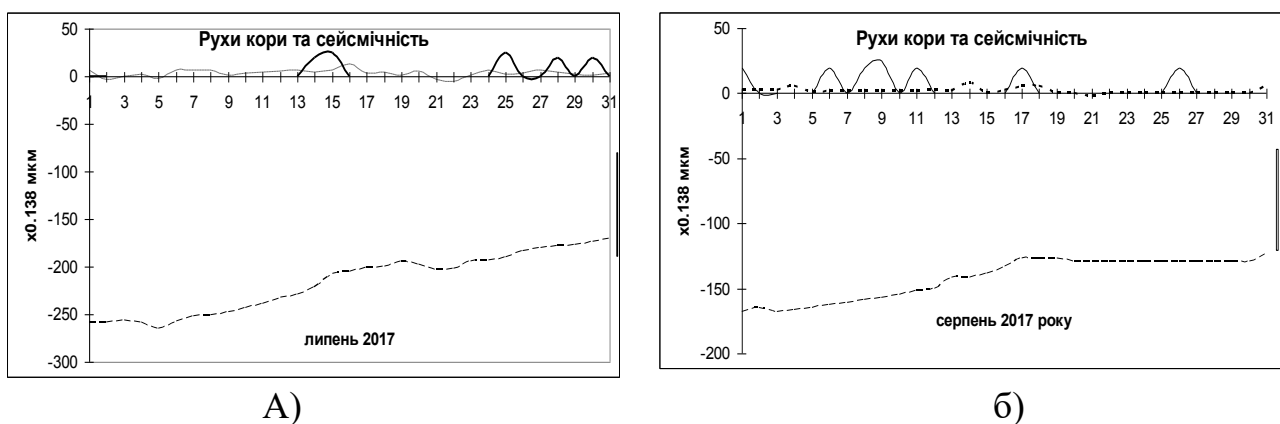 Рухи кори та сейсмічність
50
0
-50
-100
-150
-200
-250
-300
х0.138 мкм
1 3 5 7 9 11 13 15 17 19 21 23 25 27 29 31
липень 2017
А)
Рухи кори та сейсмічність
50
0
-50
-100
-150
-200
х0.138 мкм
1 3 5 7 9 11 13 15 17 19 21 23 25 27 29 31
серпень 2017 року
б)